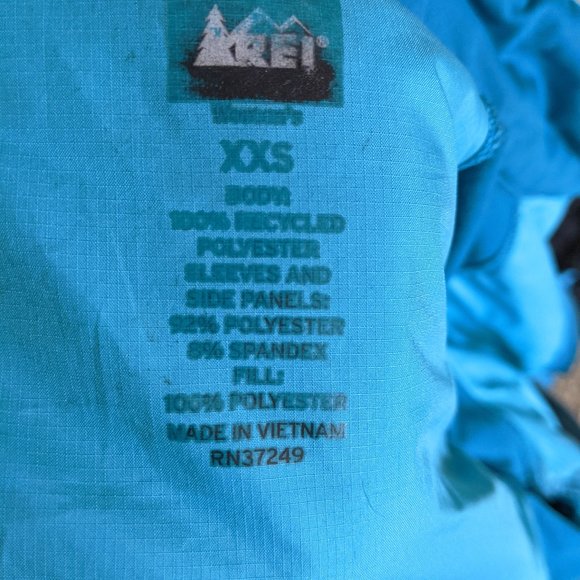 REI®
Women's
XXS
BODY:
100% RECYCLED
POLYESTER
SLEEVES AND
SIDE PANELS:
92% POLYESTER
8% SPANDEX
FILL:
100% POLYESTER
MADE IN VIETNAM
RN37249